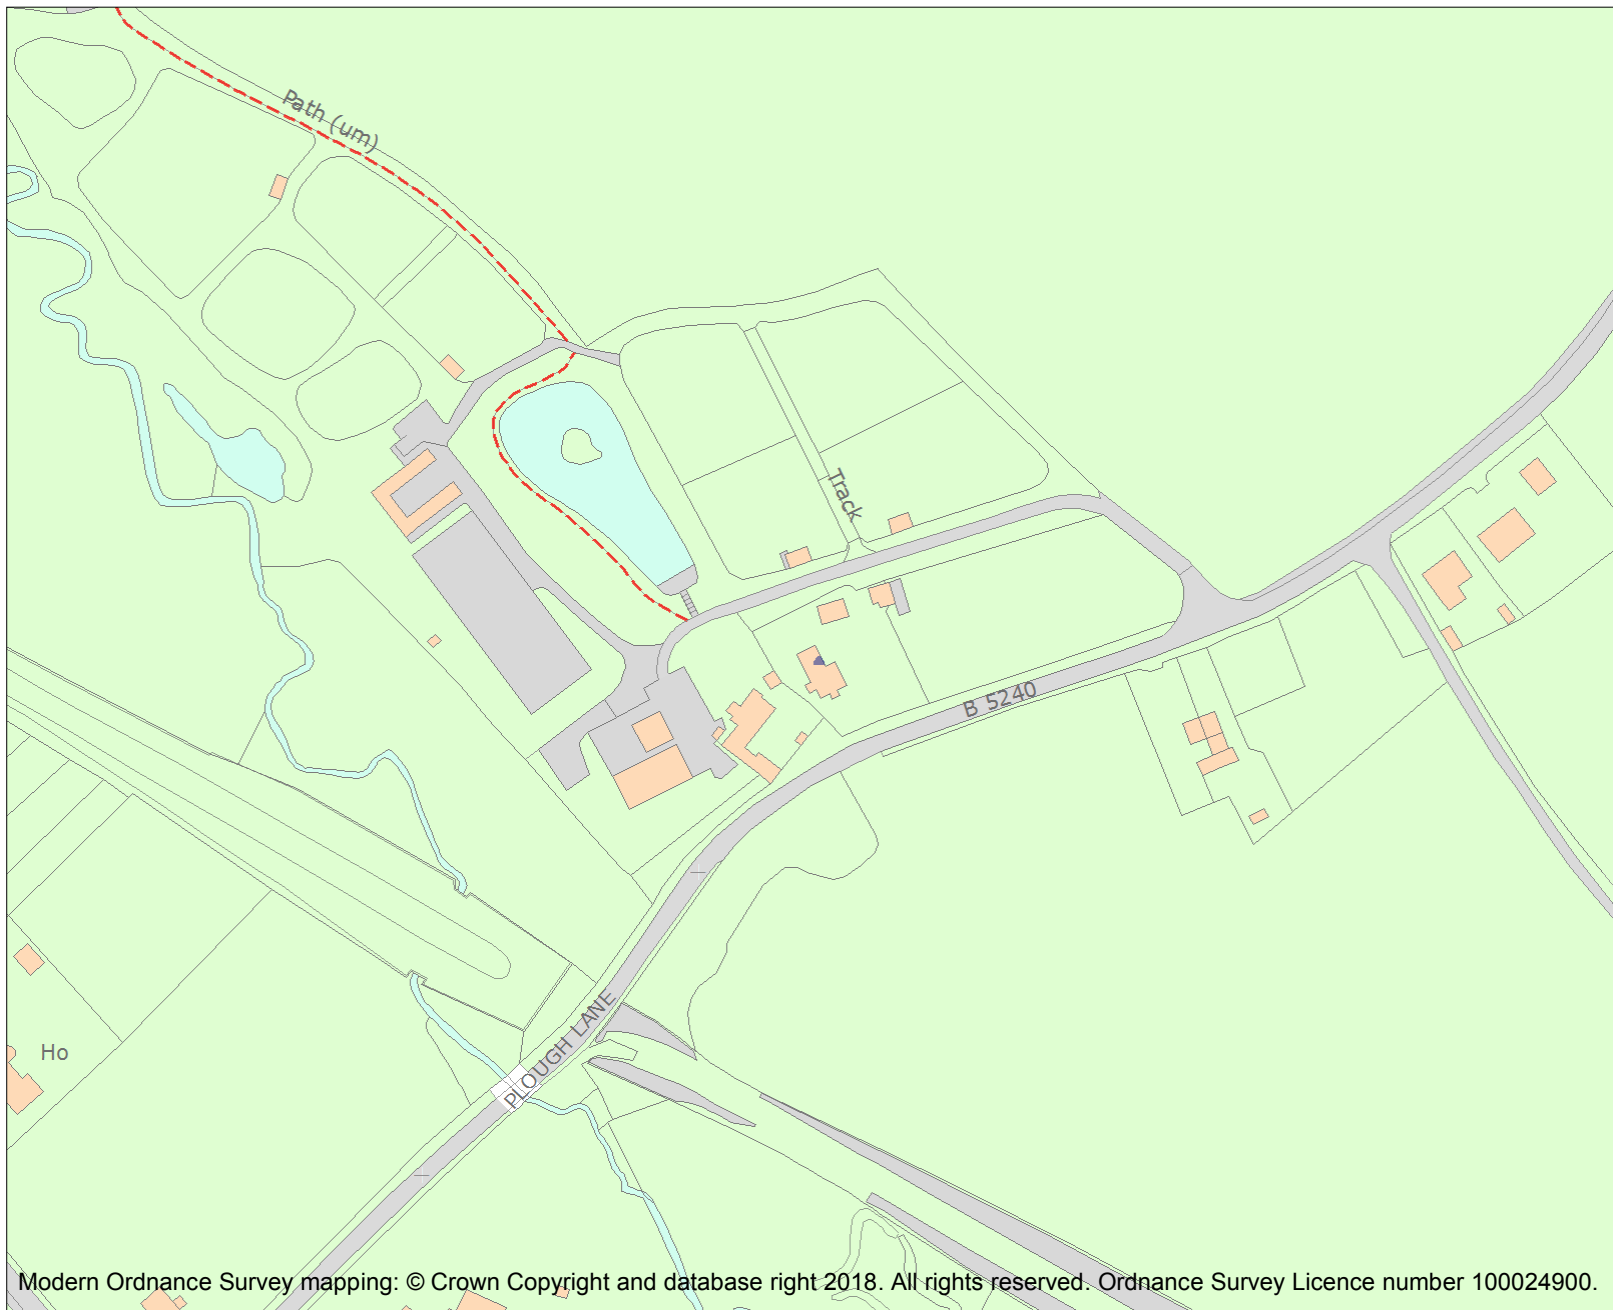 Path (um)
Track
B 5240
PLOUGH LANE
Ho
Modern Ordnance Survey mapping: © Crown Copyright and database right 2018. All rights reserved. Ordnance Survey Licence number 100024900.